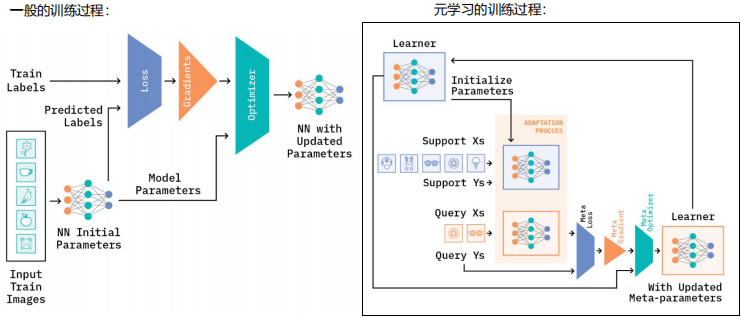 一般的训练过程：
Train
Labels
Loss
Gradients
Optimizer
Predicted
Labels
NN with
Updated
Parameters
Model
Parameters
NN Initial
Parameters
Input
Train
Images
元学习的训练过程：
Learner
Initialize
Parameters
ADAPTATION
PROCCES
Support Xs
Support Ys
Query Xs
Query Ys
Meta
Loss
Meta
Gradient
Meta
Optimizer
Learner
With Updated
Meta-parameters